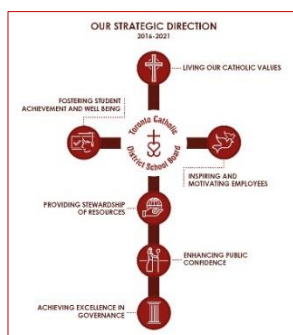 OUR STRATEGIC DIRECTION
2016-2021
LIVING OUR CATHOLIC VALUES
FOSTERING STUDENT
ACHIEVEMENT AND WELL BEING
Toronto Catholic
District School Board
INSPIRING AND
MOTIVATING EMPLOYEES
PROVIDING STEWARDSHIP
OF RESOURCES
ENHANCING PUBLIC
CONFIDENCE
ACHIEVING EXCELLENCE IN
GOVERNANCE